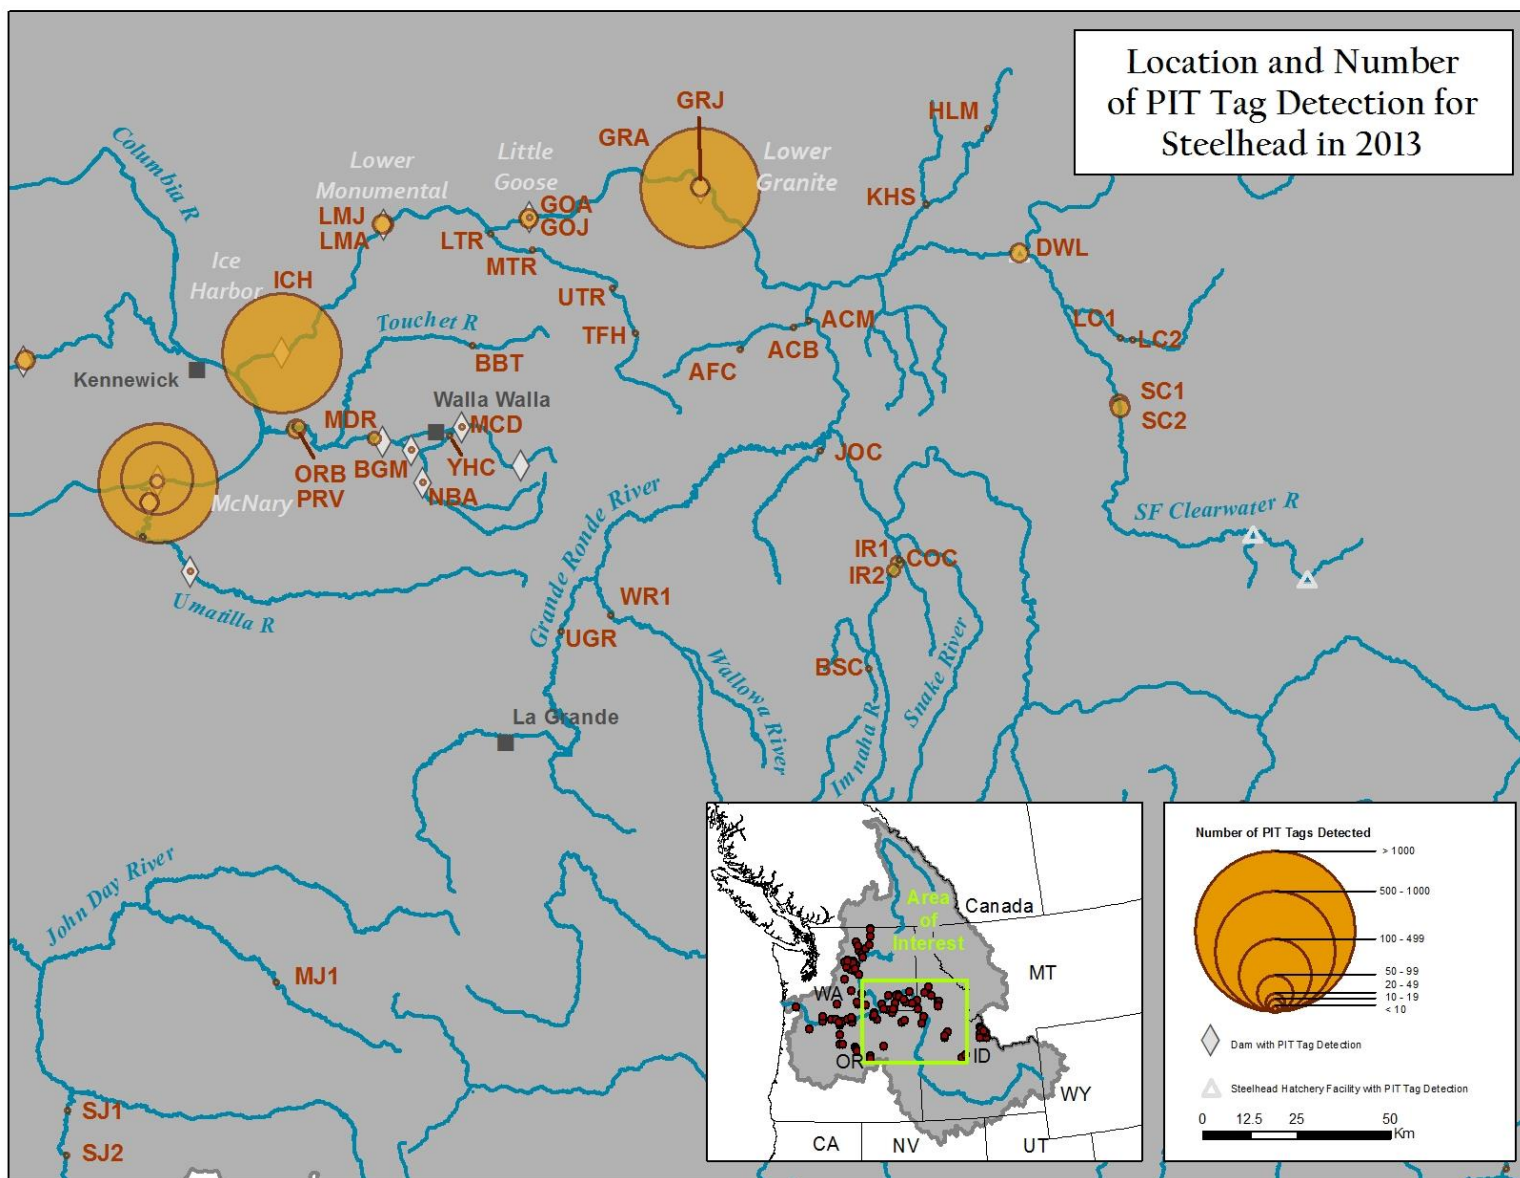 Location and Number
of PIT Tag Detection for
Steelhead in 2013
GRJ
HLM
Columbia R
GRA
Lower
Monumental
Little
Goose
Lower
Granite
KHS
LMJ
LMA
GOA
GOJ
LTR
MTR
DWL
Ice
Harbor
ICH
UTR
TFH
Touchet R
BBT
ACM
ACB
AFC
LC1
LC2
Kennewick
Walla Walla
SC1
SC2
MDR
MCD
ORB
PRV
BGM
YHC
NBA
JOC
McNary
SF Clearwater R
Grande Ronde River
IR1
IR2
COC
Umatilla R
WR1
UGR
BSC
Wallowa River
Snake River
Imnaha R
La Grande
John Day River
MJ1
SJ1
SJ2
Area
of
Interest
Canada
MT
WA
OR
ID
WY
CA
NV
UT
Number of PIT Tags Detected
> 1000
500 - 1000
100 - 499
50 - 99
20 - 49
10 - 19
< 10
Dam with PIT Tag Detection
Steelhead Hatchery Facility with PIT Tag Detection
0 12.5 25 50
Km